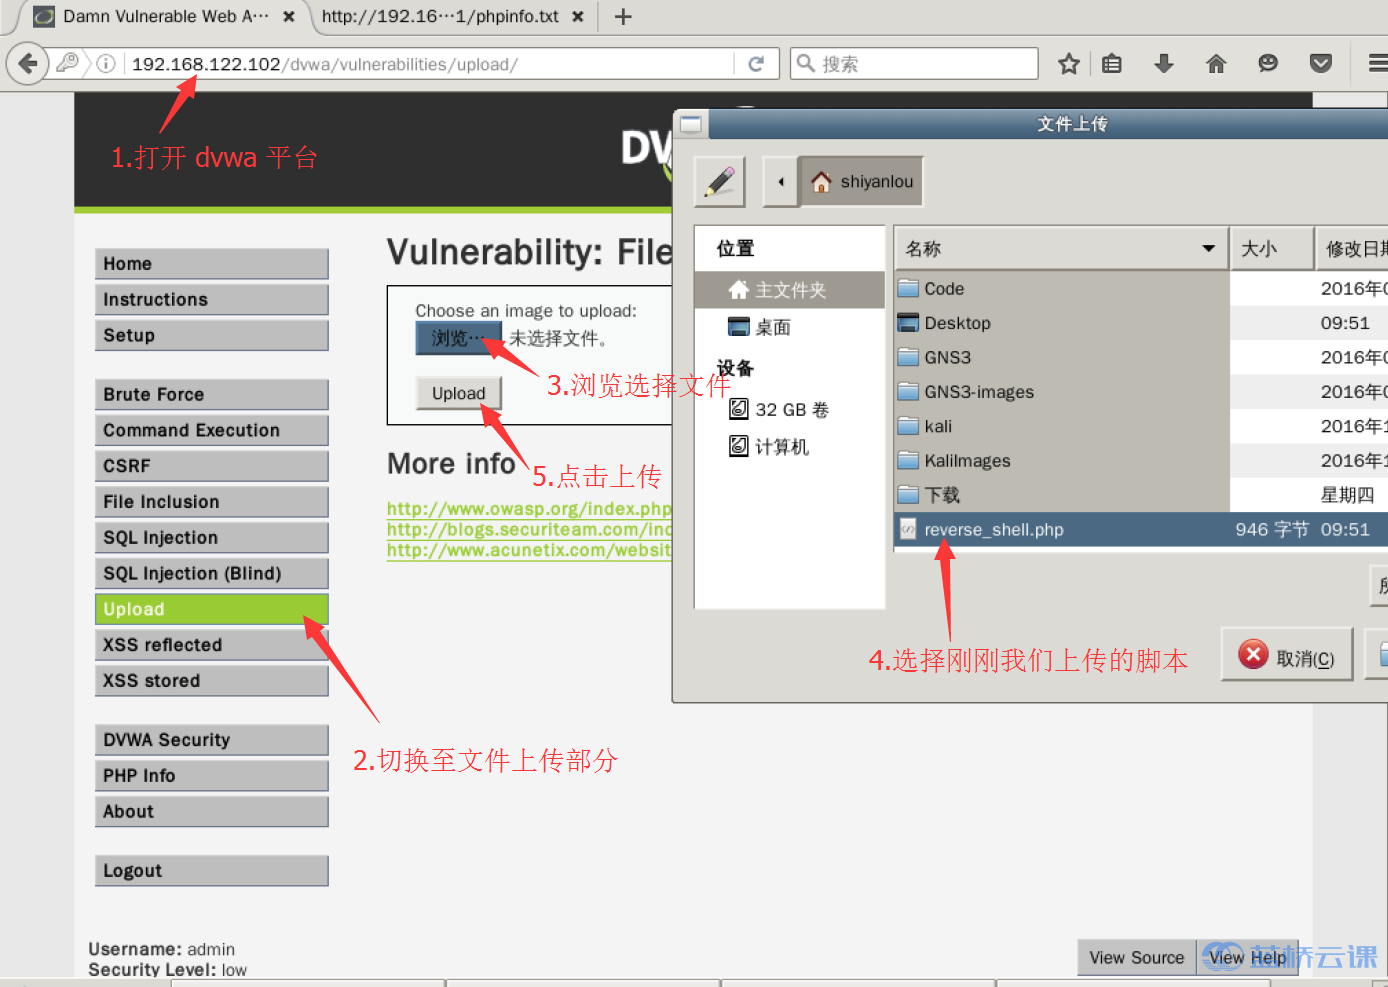 Damn Vulnerable Web A···
http://192.16···1/phpinfo.txt
192.168.122.102/dvwa/vulnerabilities/upload/
搜索
1.打开 dvwa 平台
文件上传
shiyanlou
位置
主文件夹
桌面
设备
32 GB 卷
计算机
名称
大小
修改日期
Code
2016年
Desktop
09:51
GNS3
2016年
GNS3-images
2016年
kali
2016年1
KaliImages
2016年1
下载
星期四
reverse_shell.php
946 字节
09:51
取消(C)
4.选择刚刚我们上传的脚本
Home
Instructions
Setup
Brute Force
Command Execution
CSRF
File Inclusion
SQL Injection
SQL Injection (Blind)
Upload
XSS reflected
XSS stored
DVWA Security
PHP Info
About
Logout
Vulnerability: File
Choose an image to upload:
浏览··· 未选择文件。
Upload
3.浏览选择文件
5.点击上传
More info
http://www.owasp.org/index.php
http://blogs.securiteam.com/ind
http://www.acunetix.com/websit
2.切换至文件上传部分
Username: admin
Security Level: low
View Source
View Help
蓝桥云课